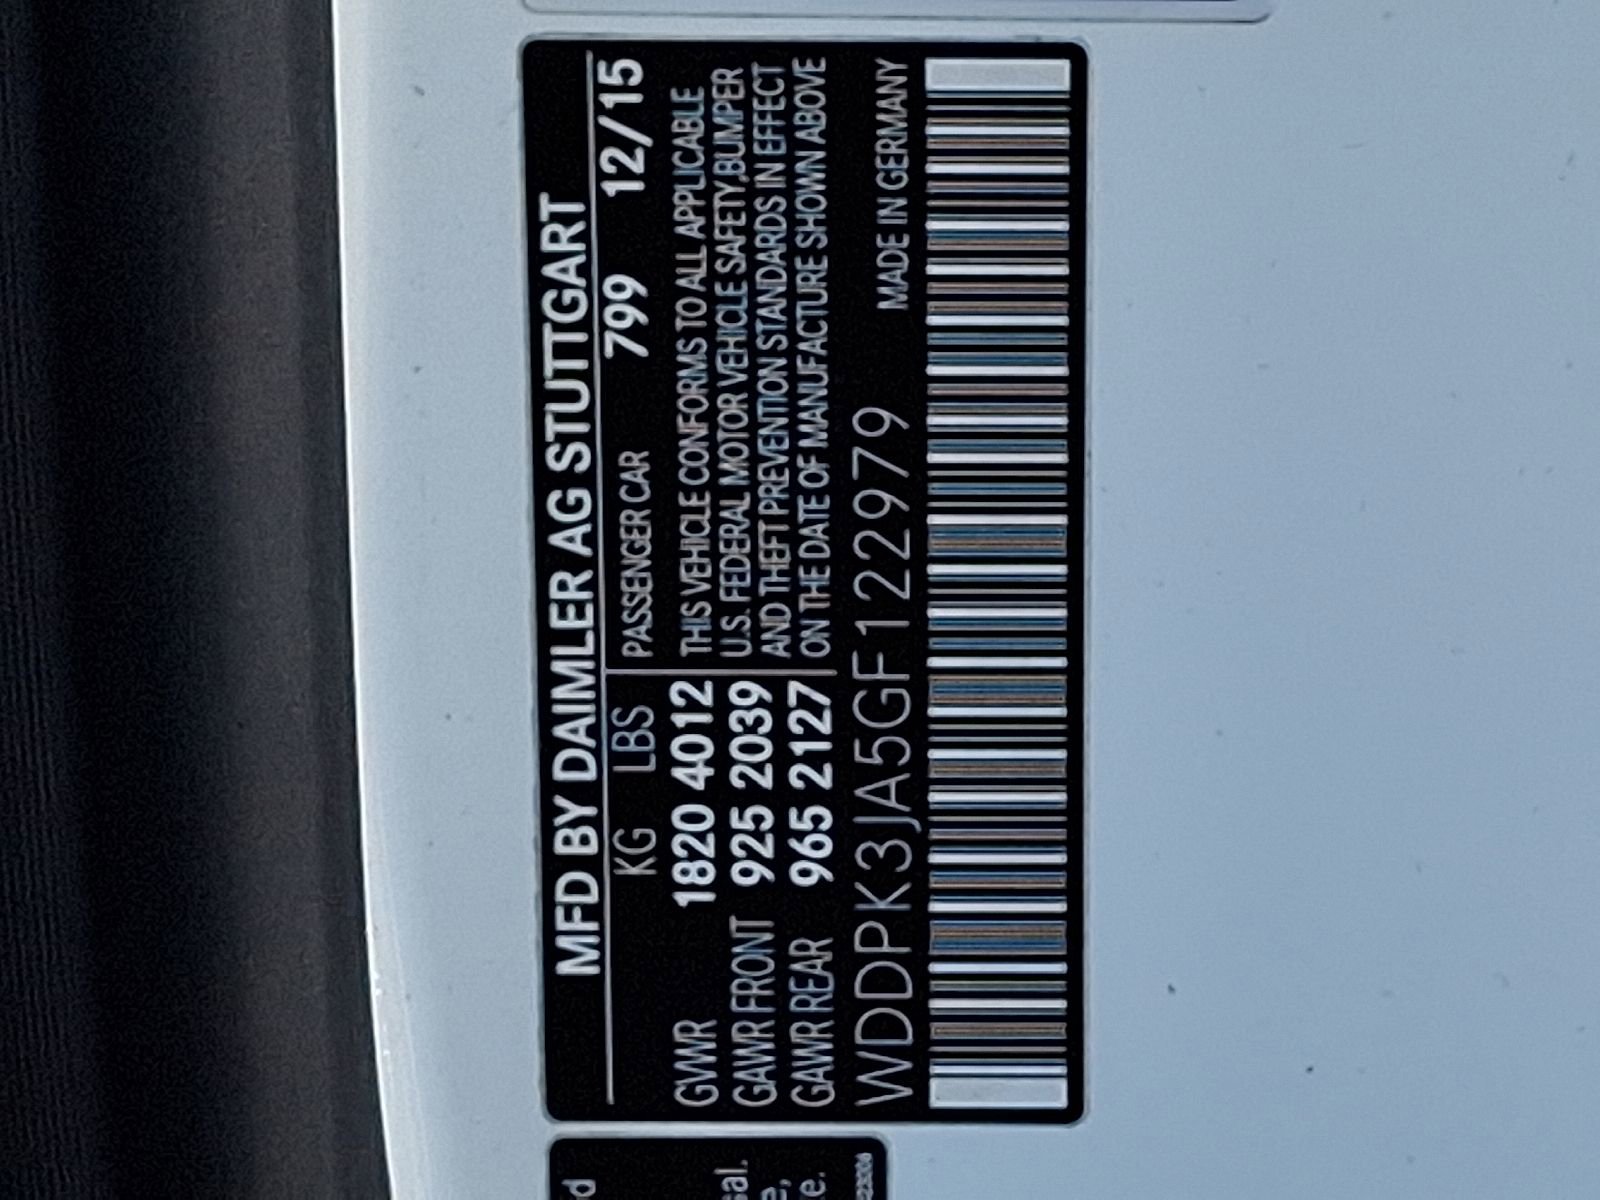 MFD BY DAIMLER AG STUTTGART
KG LBS PASSENGER CAR 799 12/15
GVWR 1820 4012
GAWR FRONT 925 2039
GAWR REAR 965 2127
THIS VEHICLE CONFORMS TO ALL APPLICABLE
U.S. FEDERAL MOTOR VEHICLE SAFETY,BUMPER
AND THEFT PREVENTION STANDARDS IN EFFECT
ON THE DATE OF MANUFACTURE SHOWN ABOVE
WDDPK3JA5GF122979 MADE IN GERMANY